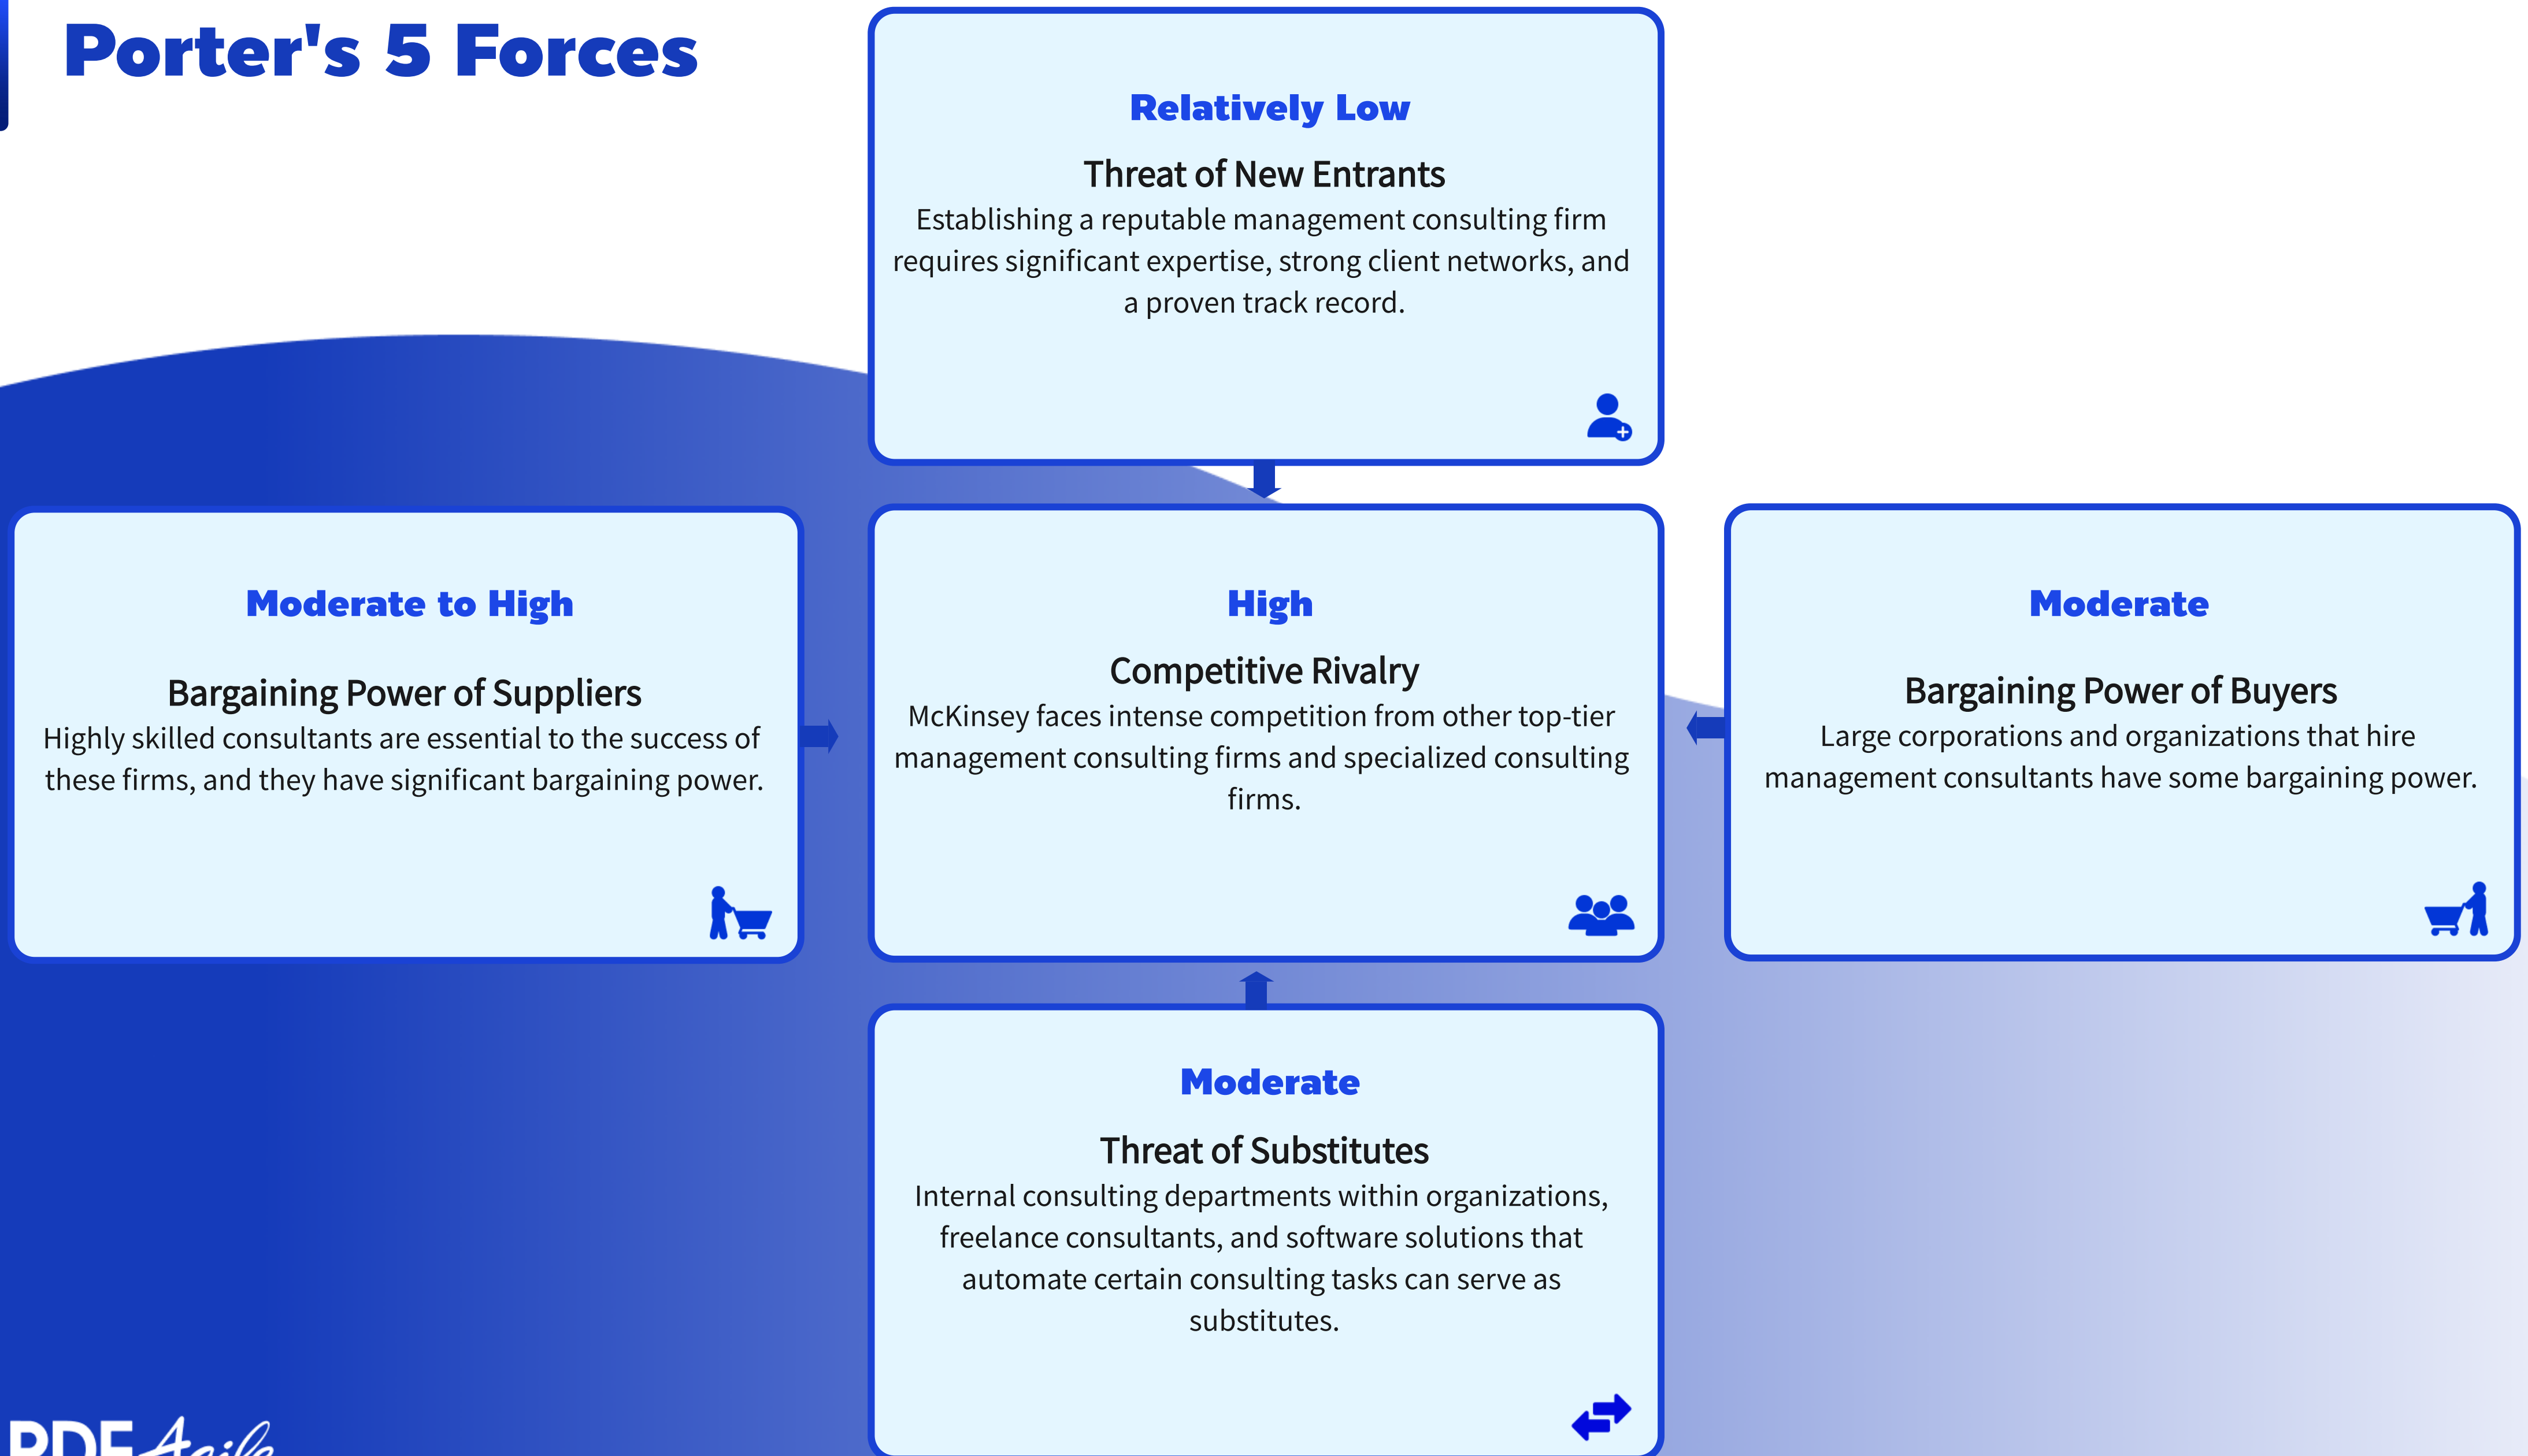 Porter's 5 Forces
Relatively Low
Threat of New Entrants
Establishing a reputable management consulting firm
requires significant expertise, strong client networks, and
a proven track record.
Moderate to High
Bargaining Power of Suppliers
Highly skilled consultants are essential to the success of
these firms, and they have significant bargaining power.
High
Competitive Rivalry
McKinsey faces intense competition from other top-tier
management consulting firms and specialized consulting
firms.
Moderate
Bargaining Power of Buyers
Large corporations and organizations that hire
management consultants have some bargaining power.
Moderate
Threat of Substitutes
Internal consulting departments within organizations,
freelance consultants, and software solutions that
automate certain consulting tasks can serve as
substitutes.
PDF Agile